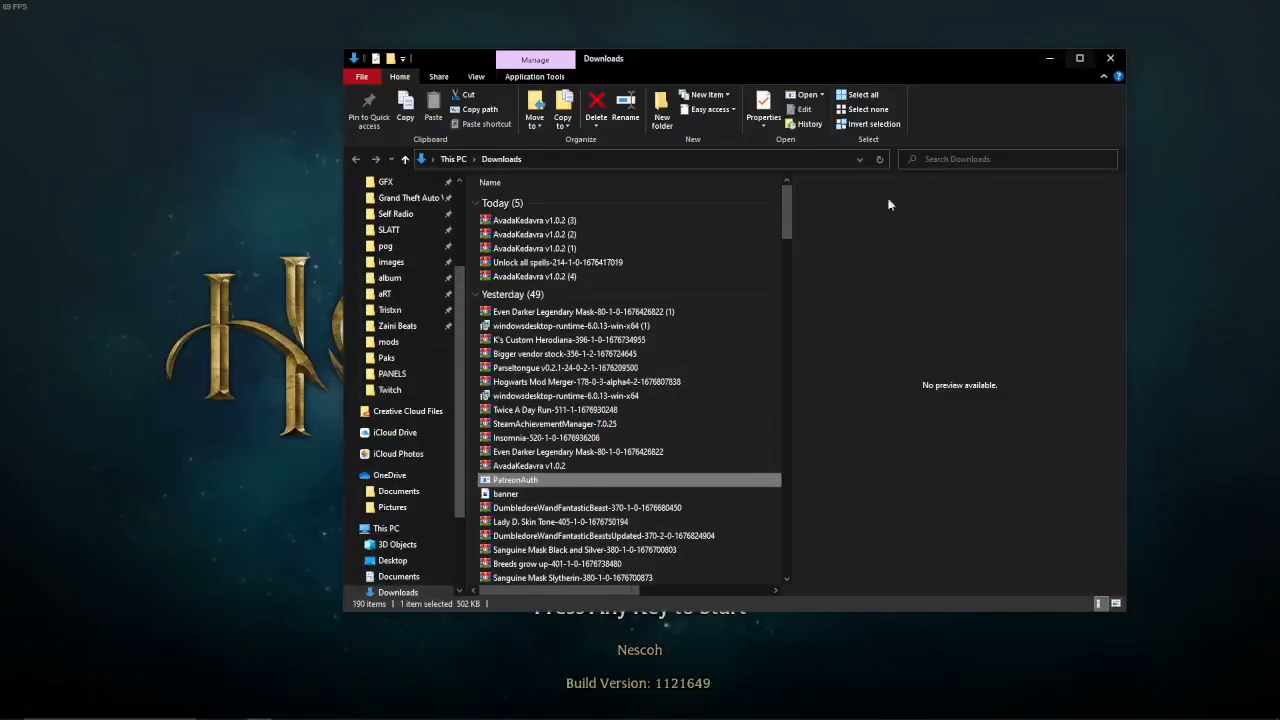 69 FPS
Manage
Downloads
File
Home
Share
View
Application Tools
Pin to Quick access
Copy
Paste
Cut
Copy path
Paste shortcut
Clipboard
Move to
Copy to
Delete
Rename
Organize
New folder
New item
Easy access
New
Properties
Open
Edit
History
Open
Select all
Select none
Invert selection
Select
This PC
Downloads
Search Downloads
GFX
Grand Theft Auto V
Self Radio
SLATT
pog
images
album
aRT
Tristxn
Zaini Beats
mods
Paks
PANELS
Twitch
Creative Cloud Files
iCloud Drive
iCloud Photos
OneDrive
Documents
Pictures
This PC
3D Objects
Desktop
Documents
Downloads
Name
Today (5)
AvadaKedavra v1.0.2 (3)
AvadaKedavra v1.0.2 (2)
AvadaKedavra v1.0.2 (1)
Unlock all spells-214-1-0-1676417019
AvadaKedavra v1.0.2 (4)
Yesterday (49)
Even Darker Legendary Mask-80-1-0-1676426822 (1)
windowsdesktop-runtime-6.0.13-win-x64 (1)
K's Custom Herodiana-396-1-0-1676734955
Bigger vendor stock-356-1-2-1676724645
Parseltongue v0.2.1-24-0-2-1-1676209500
Hogwarts Mod Merger-178-0-3-alpha4-2-1676807838
windowsdesktop-runtime-6.0.13-win-x64
Twice A Day Run-511-1-1676930248
SteamAchievementManager-7.0.25
Insomnia-520-1-0-1676936206
Even Darker Legendary Mask-80-1-0-1676426822
AvadaKedavra v1.0.2
PatreonAuth
banner
DumbledoreWandFantasticBeast-370-1-0-1676680450
Lady D. Skin Tone-405-1-0-1676750194
DumbledoreWandFantasticBeastsUpdated-370-2-0-1676824904
Sanguine Mask Black and Silver-380-1-0-1676700803
Breeds grow up-401-1-0-1676738480
Sanguine Mask Slytherin-380-1-0-1676700873
No preview available.
190 items
1 item selected 502 KB
Press Any Key to Start
Nescoh
Build Version: 1121649